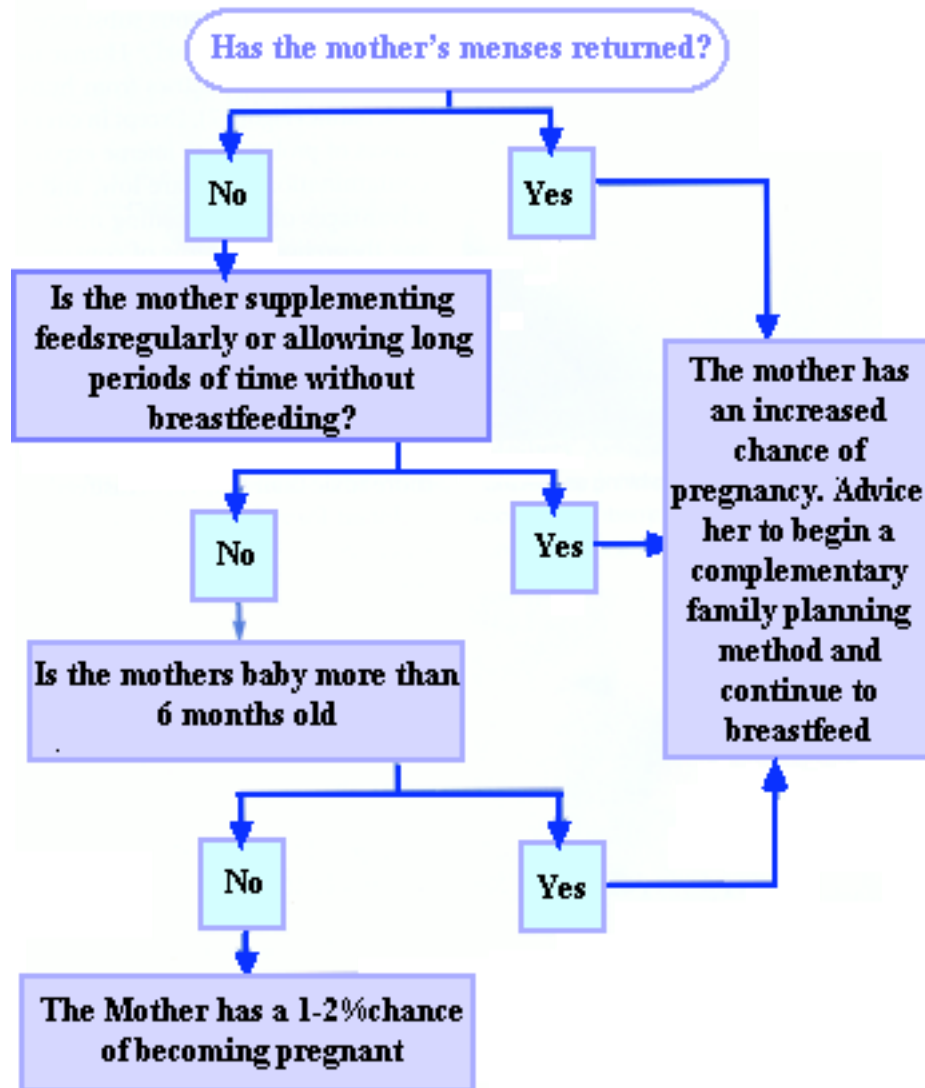 Has the mother's menses returned?
No
Yes
Is the mother supplementing
feedsregularly or allowing long
periods of time without
breastfeeding?
The mother has
an increased
chance of
pregnancy. Advice
her to begin a
complementary
family planning
method and
continue to
breastfeed
No
Yes
Is the mothers baby more than
6 months old
.
No
Yes
The Mother has a 1-2%chance
of becoming pregnant